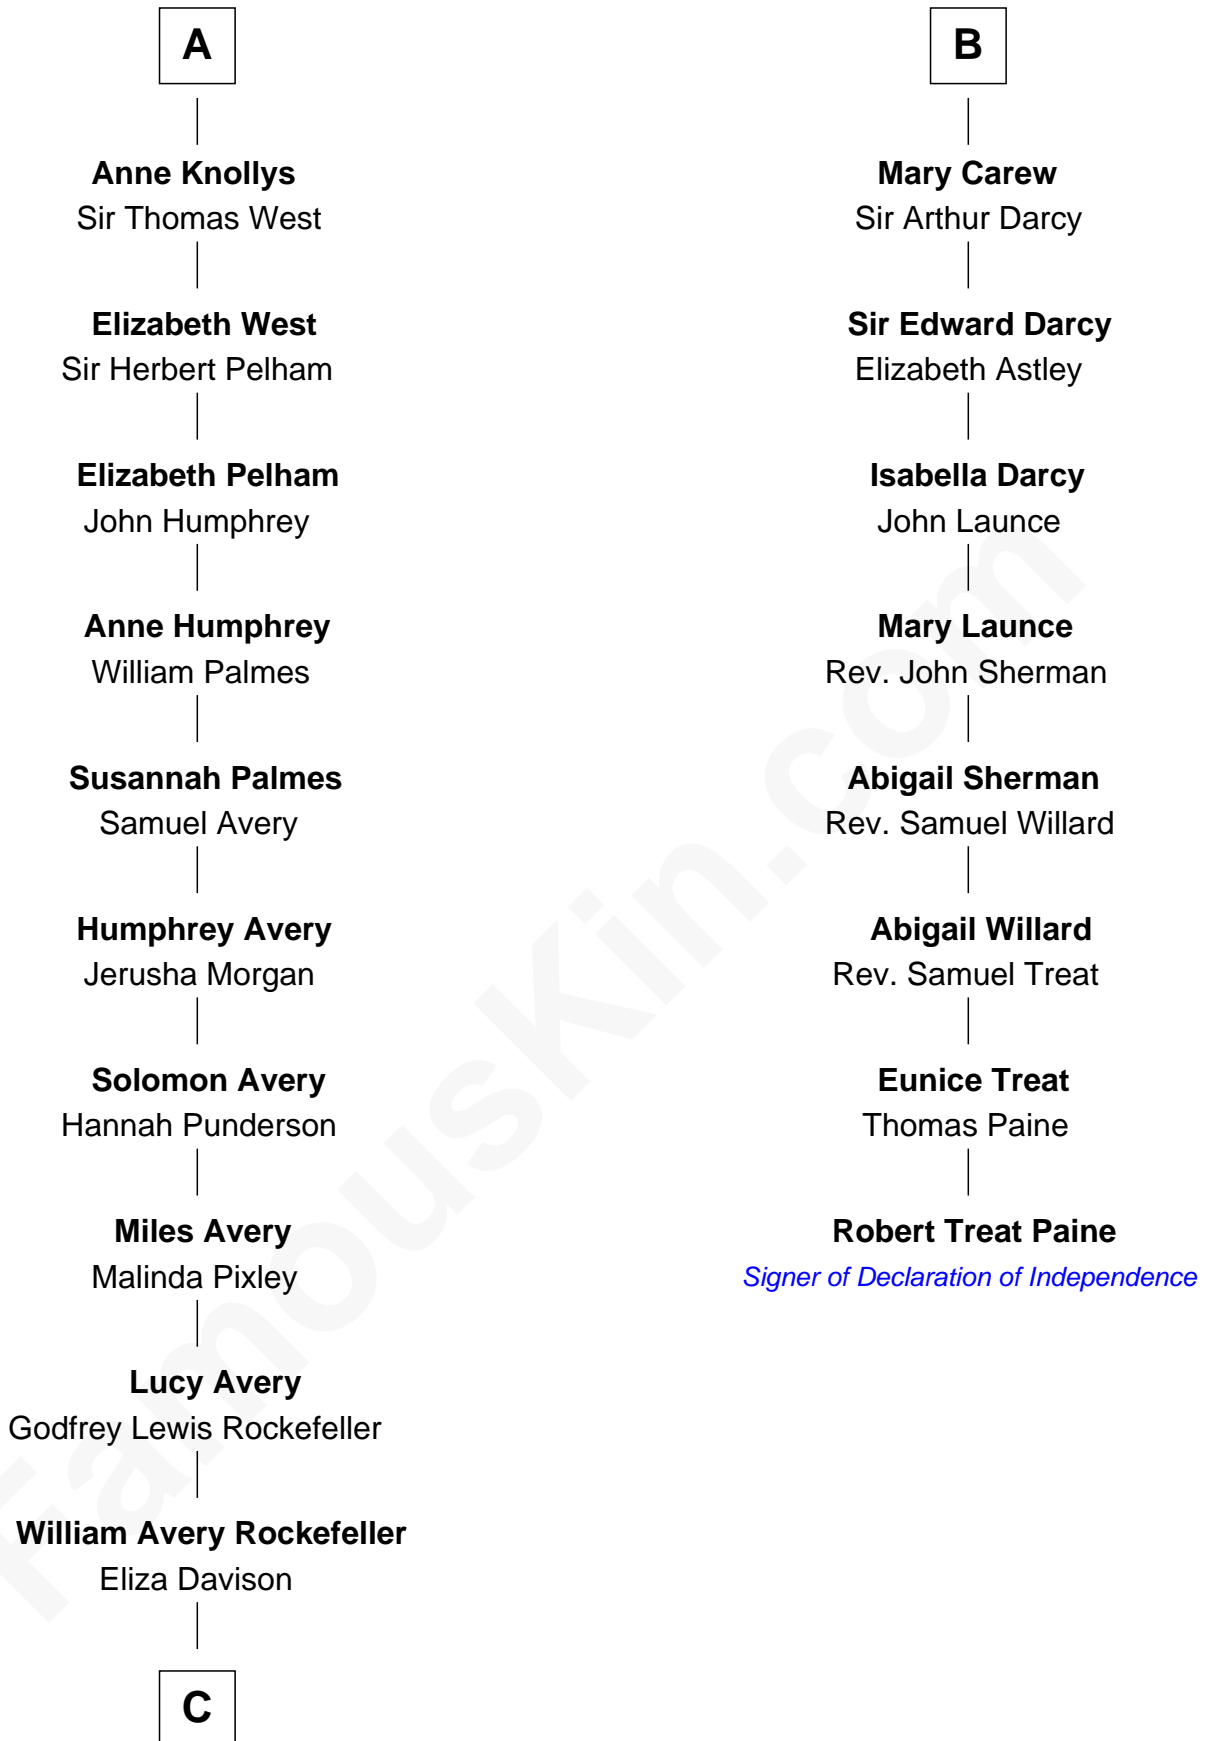 A
Anne Knollys
Sir Thomas West
Elizabeth West
Sir Herbert Pelham
Elizabeth Pelham
John Humphrey
Anne Humphrey
William Palmes
Susannah Palmes
Samuel Avery
Humphrey Avery
Jerusha Morgan
Solomon Avery
Hannah Punderson
Miles Avery
Malinda Pixley
Lucy Avery
Godfrey Lewis Rockefeller
William Avery Rockefeller
Eliza Davison
C
B
Mary Carew
Sir Arthur Darcy
Sir Edward Darcy
Elizabeth Astley
Isabella Darcy
John Launce
Mary Launce
Rev. John Sherman
Abigail Sherman
Rev. Samuel Willard
Abigail Willard
Rev. Samuel Treat
Eunice Treat
Thomas Paine
Robert Treat Paine
Signer of Declaration of Independence
FamousKin.com